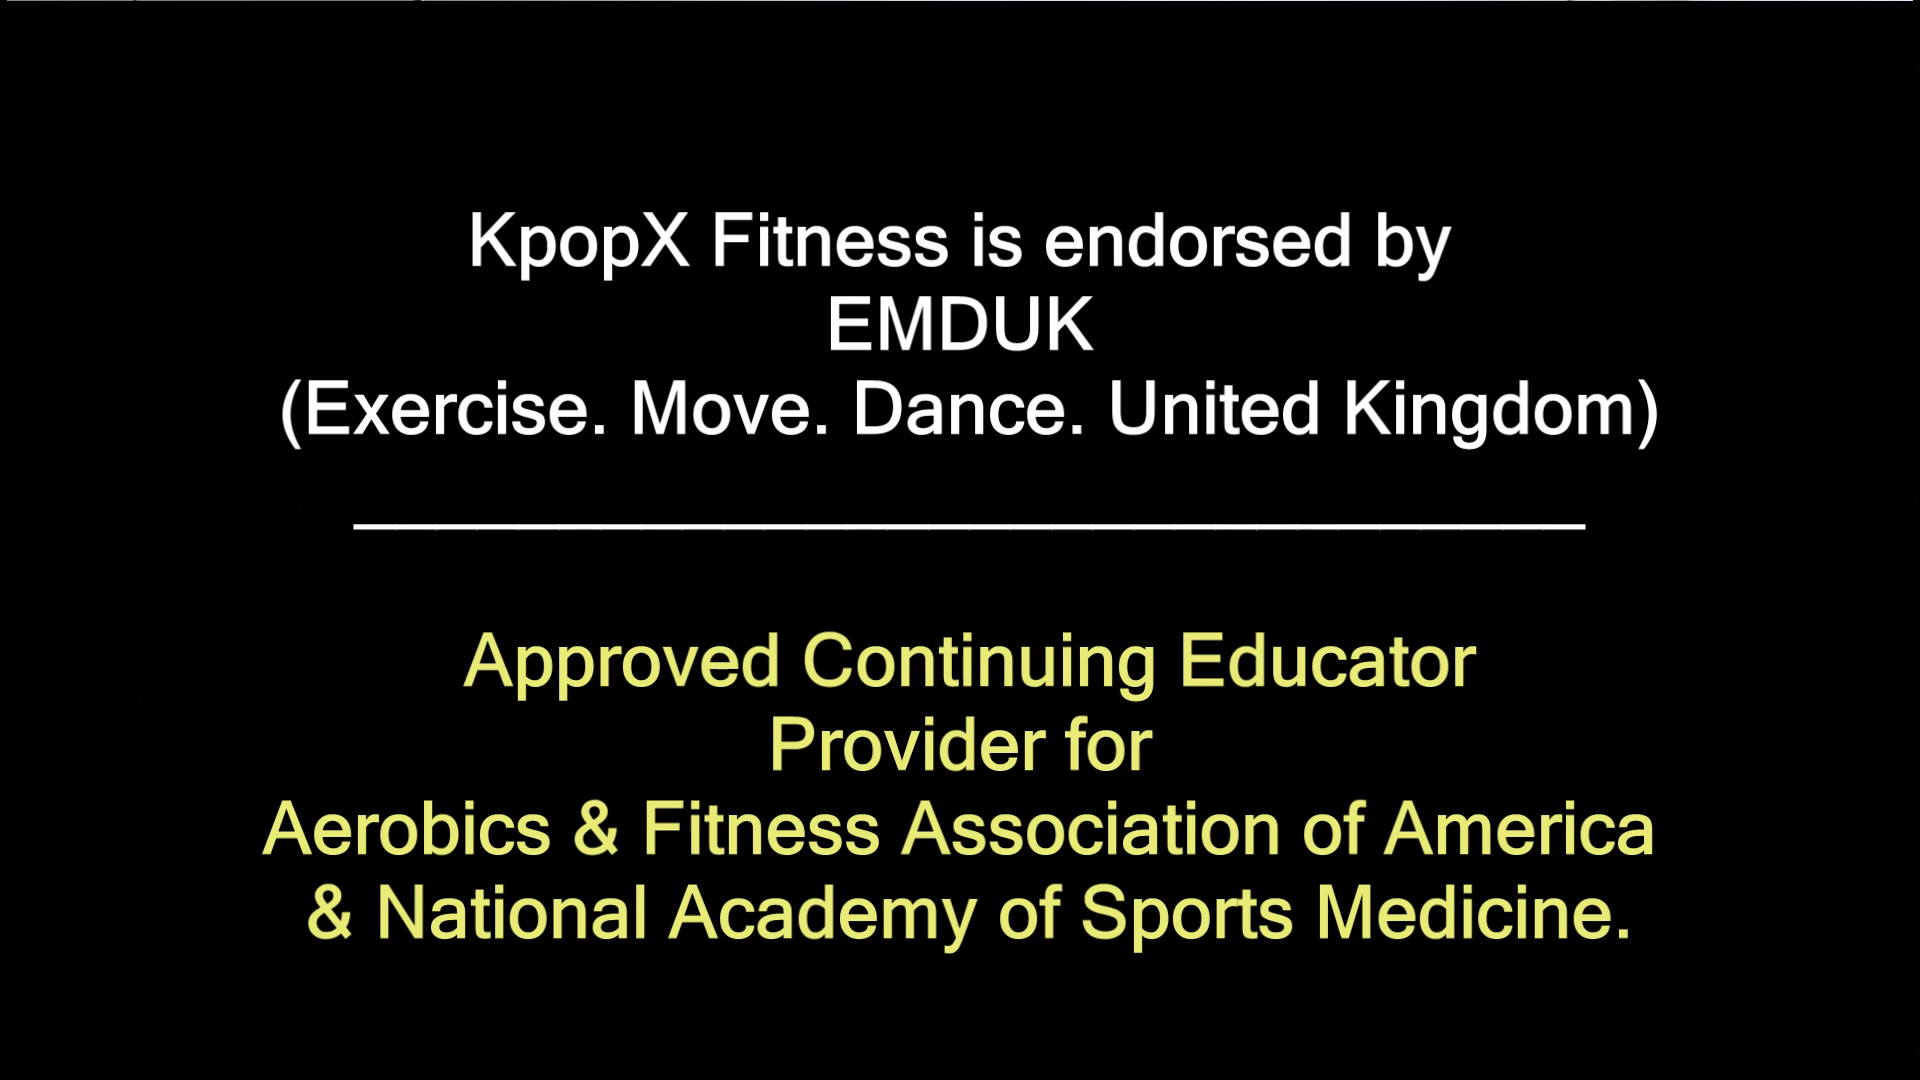 KpopX Fitness is endorsed by
EMDUK
(Exercise. Move. Dance. United Kingdom)
Approved Continuing Educator
Provider for
Aerobics & Fitness Association of America
& National Academy of Sports Medicine.